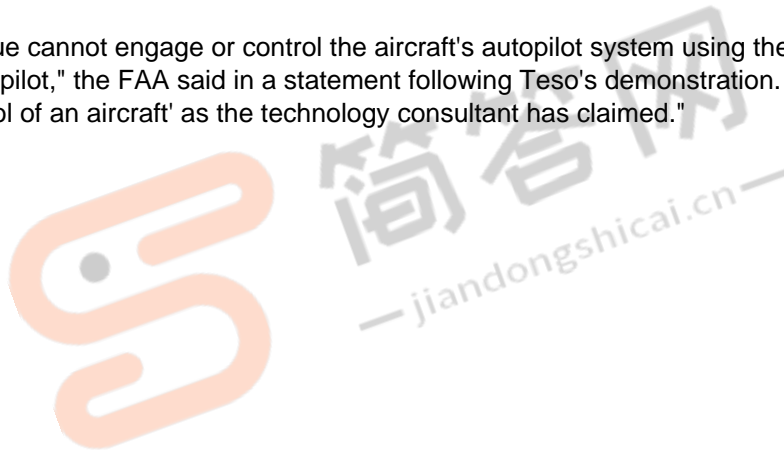 ue cannot engage or control the aircraft's autopilot system using the
pilot," the FAA said in a statement following Teso's demonstration.
ol of an aircraft' as the technology consultant has claimed."
简答网
jiandongshicai.cn